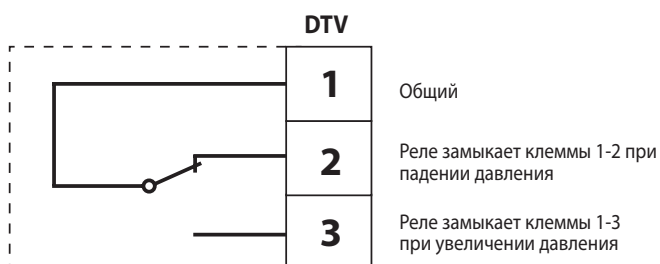 DTV
1
Общий
2
Реле замыкает клеммы 1-2 при
падении давления
3
Реле замыкает клеммы 1-3
при увеличении давления